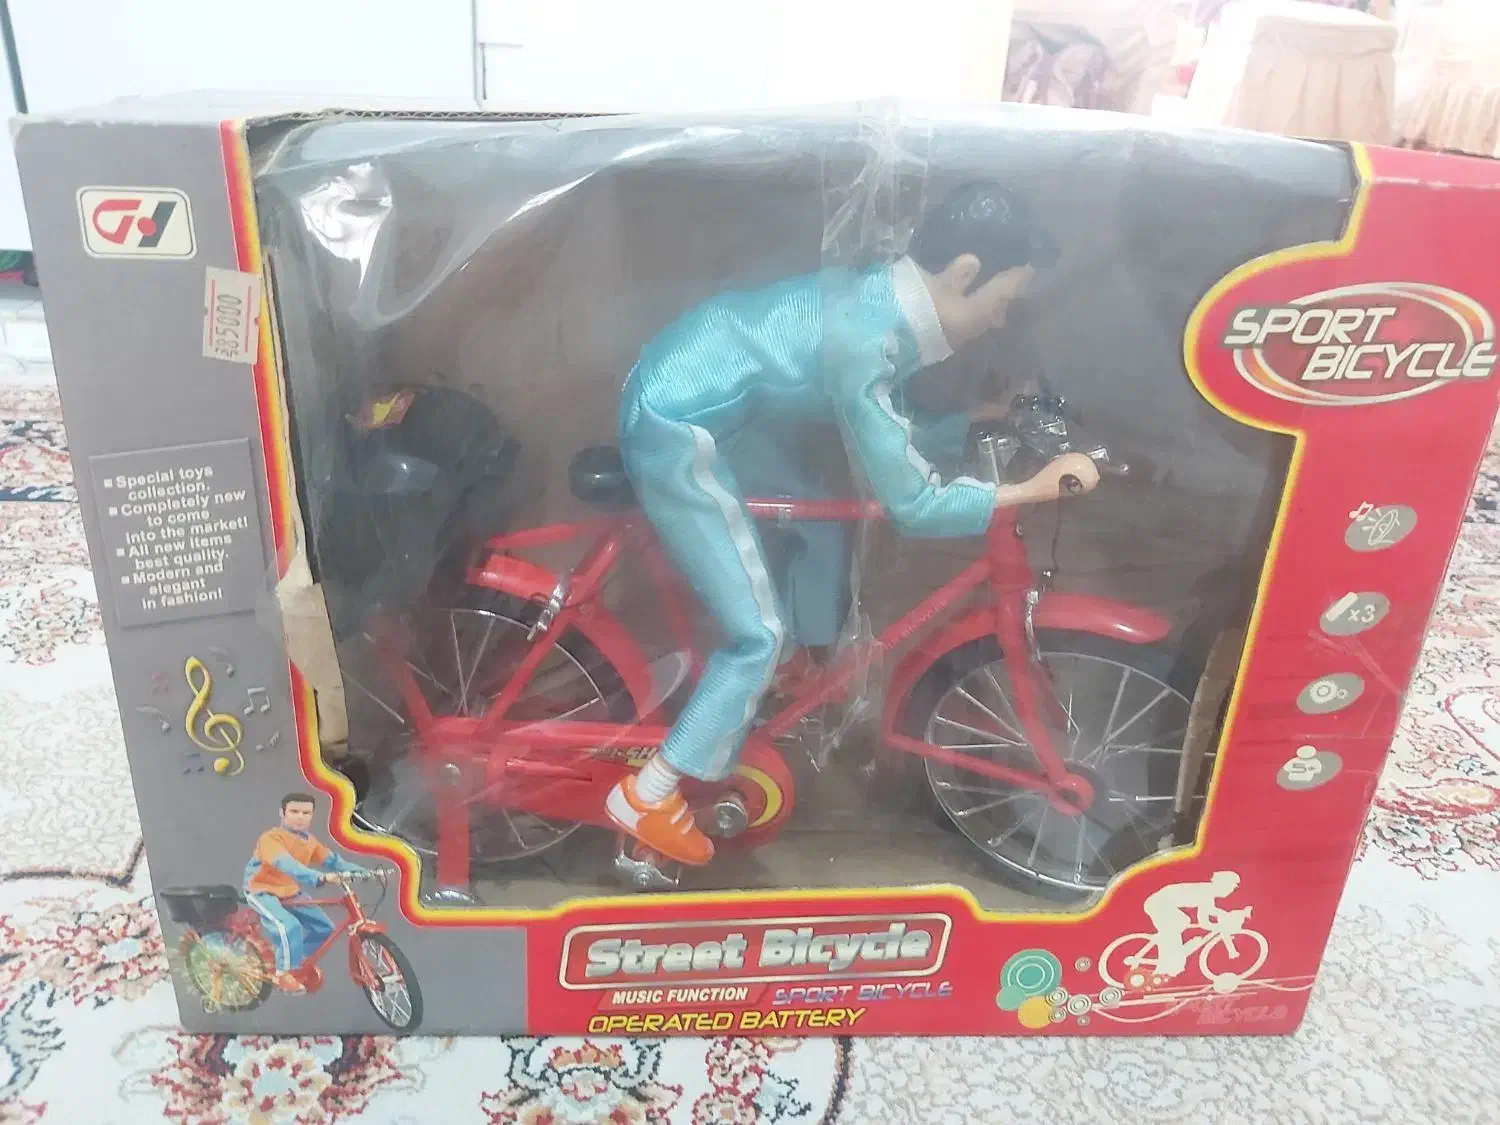 385000
■ Special toys
collection.
■ Completely new
to come
into the market!
■ All new items
best quality.
■ Modern and
elegant
in fashion!
SPORT
BICYCLE
x3
5+
Street Bicycle
MUSIC FUNCTION
SPORT BICYCLE
OPERATED BATTERY